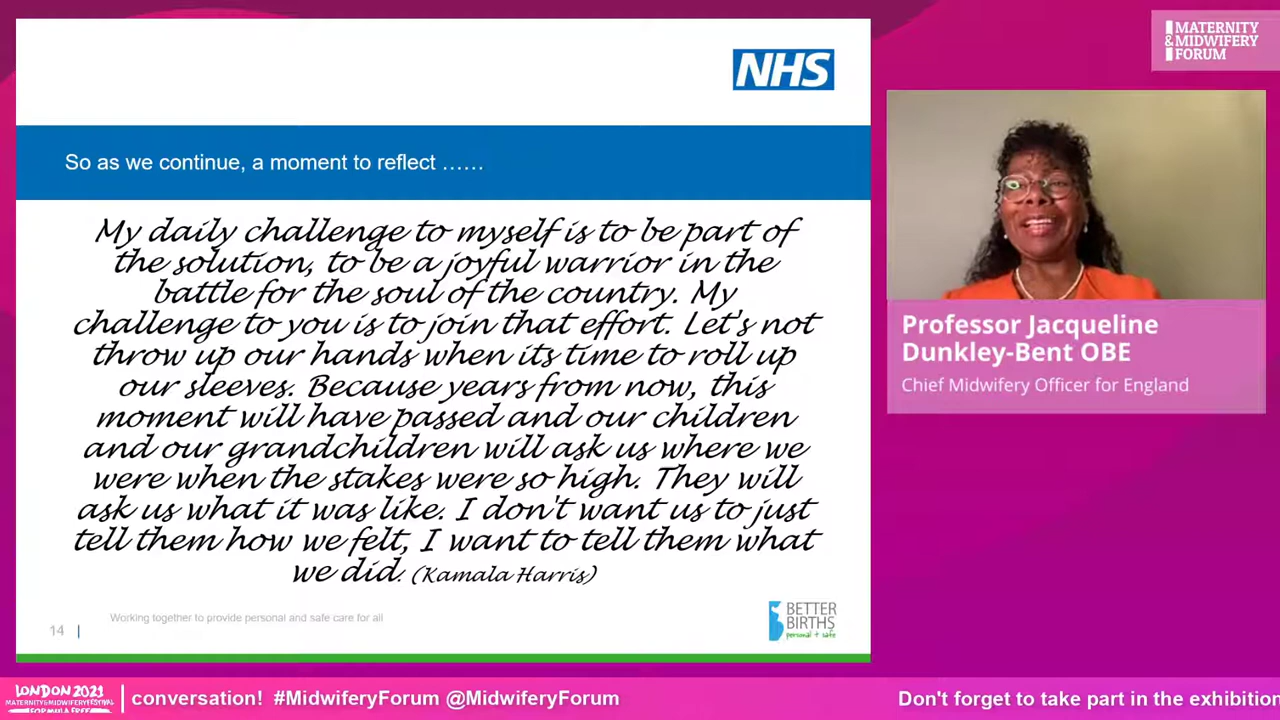 MATERNITY
&MIDWIFERY
FORUM
NHS
So as we continue, a moment to reflect ......
My daily challenge to myself is to be part of
the solution, to be a joyful warrior in the
battle for the soul of the country. My
challenge to you is to join that effort. Let's not
throw up our hands when its time to roll up
our sleeves. Because years from now, this
moment will have passed and our children
and our grandchildren will ask us where we
were when the stakes were so high. They will
ask us what it was like. I don't want us to just
tell them how we felt, I want to tell them what
we did. (Kamala Harris)
Working together to provide personal and safe care for all
14
BETTER
BIRTHS
personal + safe
Professor Jacqueline
Dunkley-Bent OBE
Chief Midwifery Officer for England
LONDON 2021
MATERNITY&MIDWIFERY FESTIVAL
FORMULA FREE
conversation! #MidwiferyForum @MidwiferyForum
Don't forget to take part in the exhibition